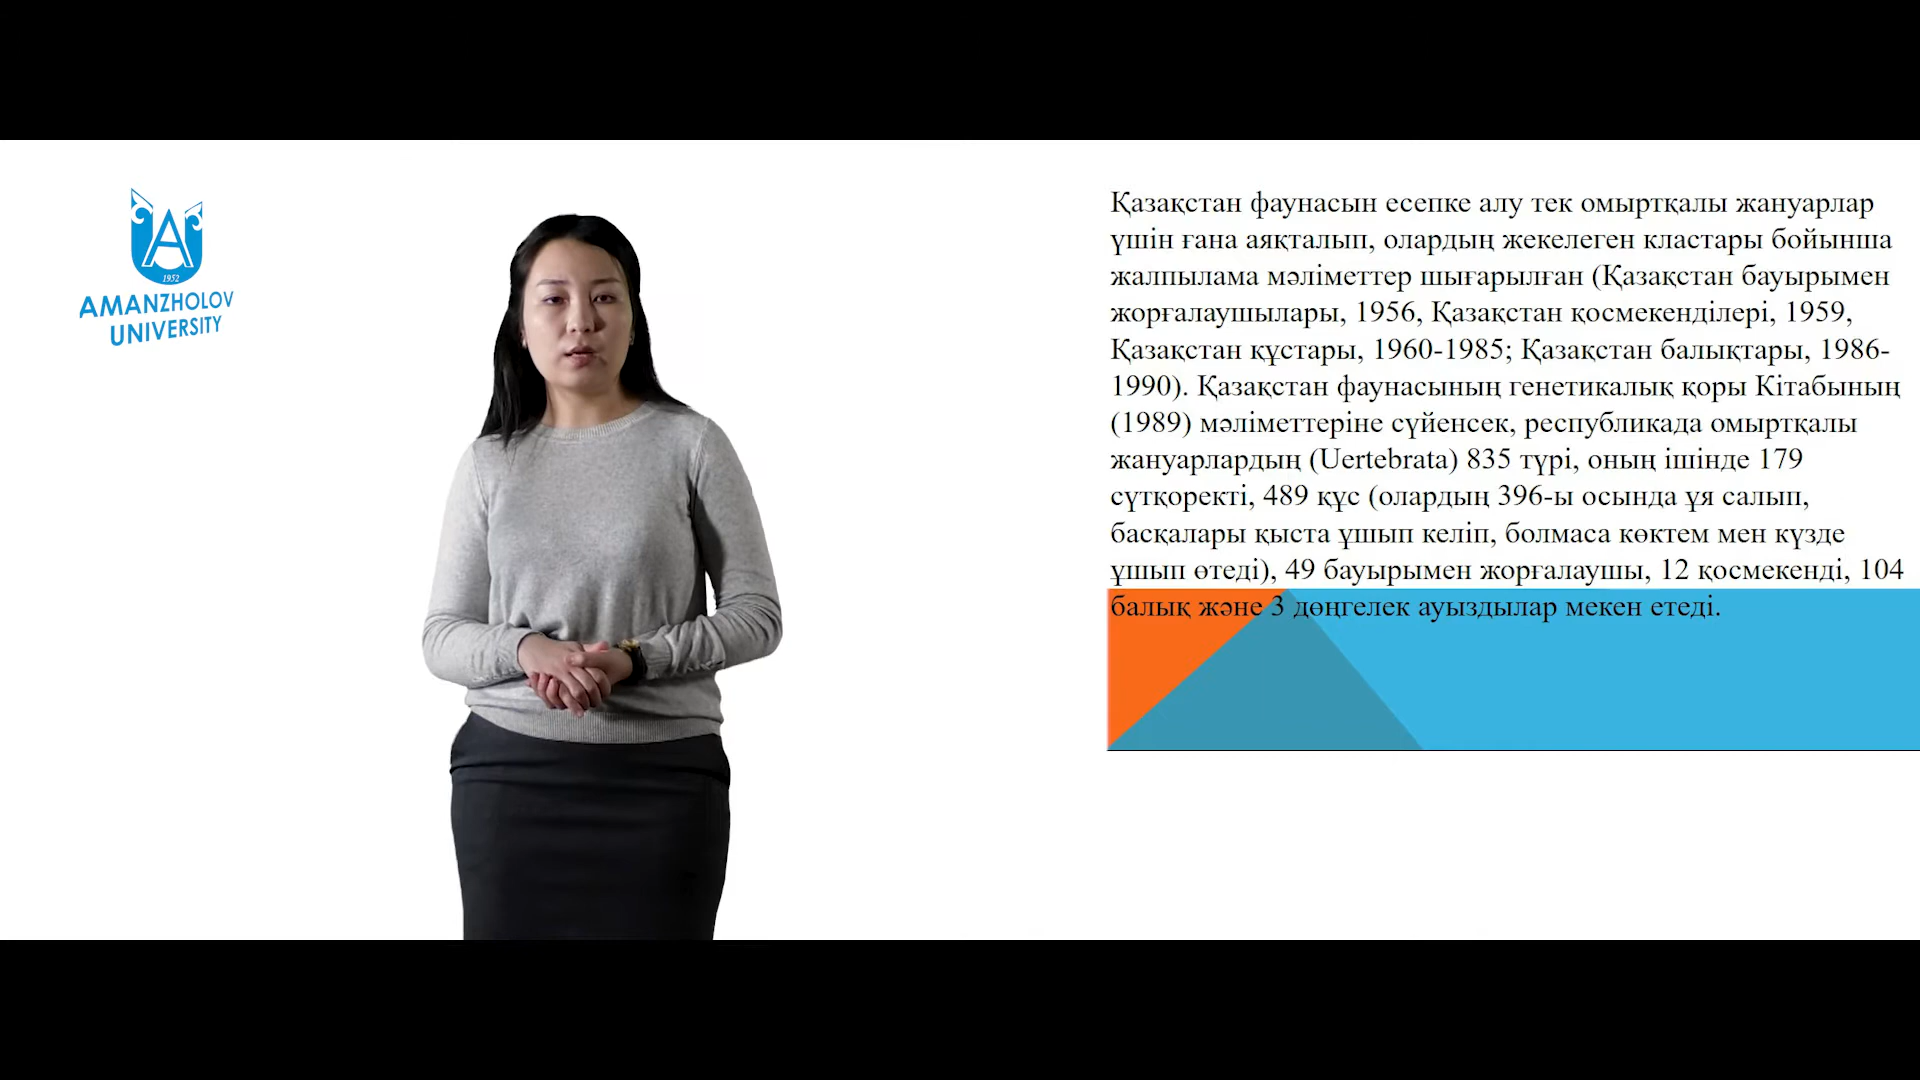 1952
AMANZHOLOV
UNIVERSITY
Қазақстан фаунасын есепке алу тек омыртқалы жануарлар
үшін ғана аяқталып, олардың жекелеген кластары бойынша
жалпылама мәліметтер шығарылған (Қазақстан бауырымен
жорғалаушылары, 1956, Қазақстан қосмекенділері, 1959,
Қазақстан құстары, 1960-1985; Қазақстан балықтары, 1986-
1990). Қазақстан фаунасының генетикалық қоры Кітабының
(1989) мәліметтеріне сүйенсек, республикада омыртқалы
жануарлардың (Uertebrata) 835 түрі, оның ішінде 179
сүтқоректі, 489 құс (олардың 396-ы осында ұя салып,
басқалары қыста ұшып келіп, болмаса көктем мен күзде
ұшып өтеді), 49 бауырымен жорғалаушы, 12 қосмекенді, 104
балық және 3 дөңгелек ауыздылар мекен етеді.